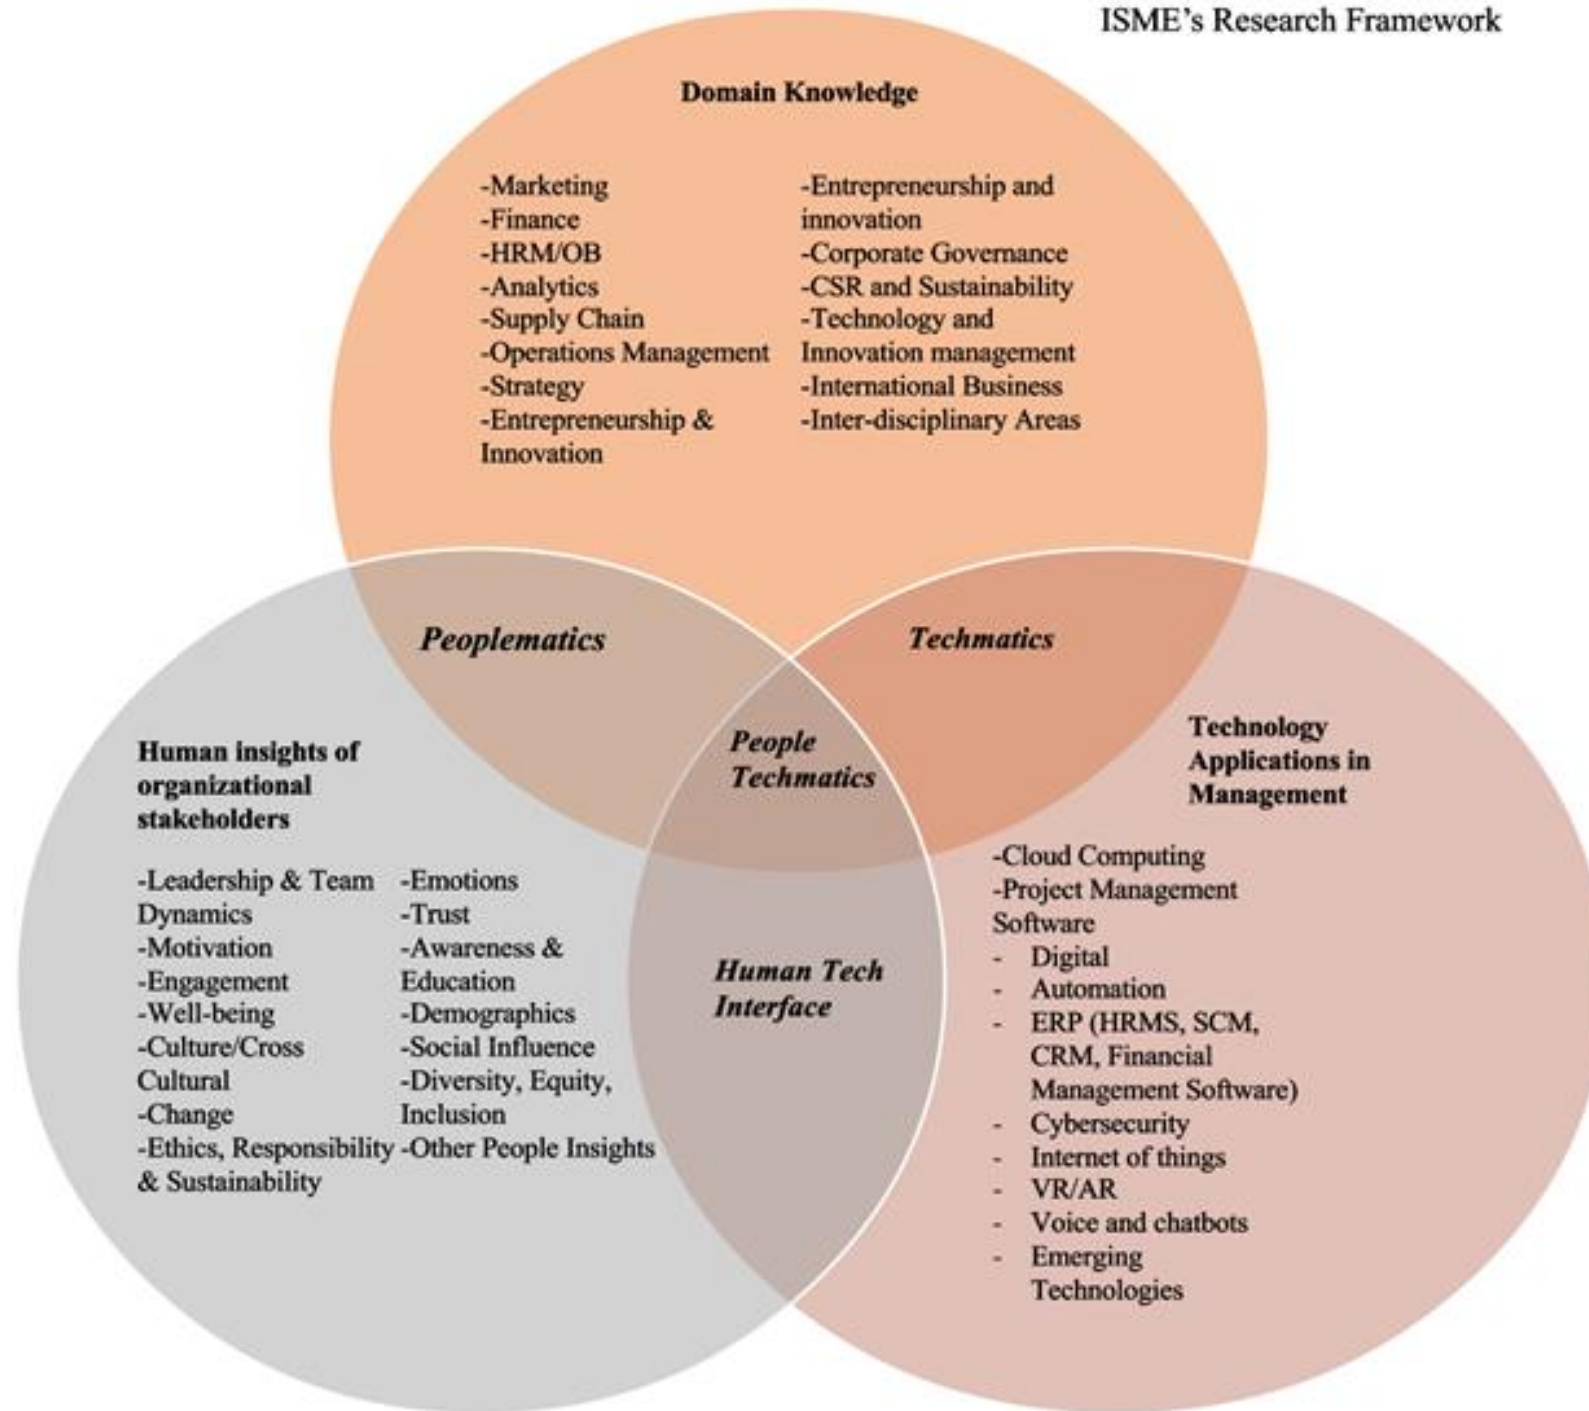 ISME's Research Framework
Domain Knowledge
-Marketing
-Finance
-HRM/OB
-Analytics
-Supply Chain
-Operations Management
-Strategy
-Entrepreneurship &
Innovation
-Entrepreneurship and
innovation
-Corporate Governance
-CSR and Sustainability
-Technology and
Innovation management
-International Business
-Inter-disciplinary Areas
Peoplematics
Techmatics
People
Techmatics
Human insights of
organizational
stakeholders
-Leadership & Team
Dynamics
-Motivation
-Engagement
-Well-being
-Culture/Cross
Cultural
-Change
-Ethics, Responsibility
& Sustainability
-Emotions
-Trust
-Awareness &
Education
-Demographics
-Social Influence
-Diversity, Equity,
Inclusion
-Other People Insights
Human Tech
Interface
Technology
Applications in
Management
-Cloud Computing
-Project Management
Software
- Digital
- Automation
- ERP (HRMS, SCM,
CRM, Financial
Management Software)
- Cybersecurity
- Internet of things
- VR/AR
- Voice and chatbots
- Emerging
Technologies